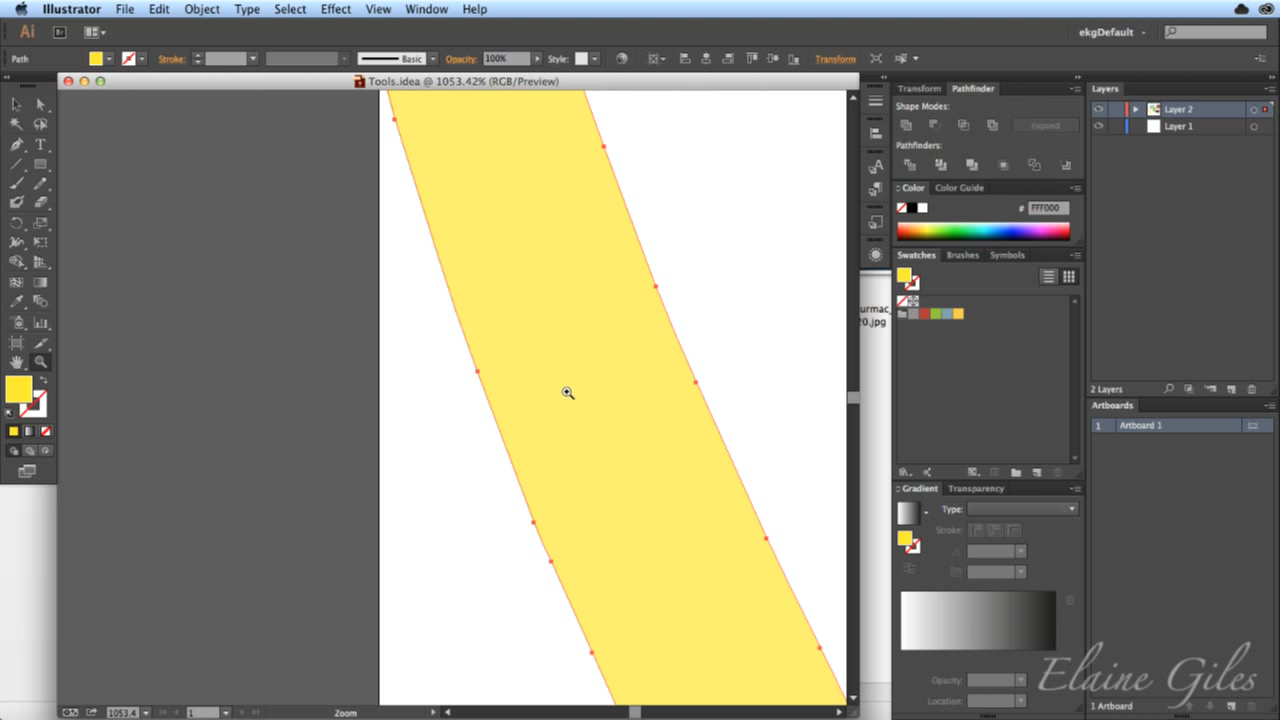 Illustrator File Edit Object Type Select Effect View Window Help
Ai Br ekgDefault
Path Stroke: Basic Opacity: 100% Style: Transform
Tools.idea @ 1053.42% (RGB/Preview)
Transform Pathfinder
Shape Modes:
Expand
Pathfinders:
Color Color Guide
# FFF000
Swatches Brushes Symbols
Gradient Transparency
Type:
Stroke:
Opacity:
Location:
Layers
Layer 2
Layer 1
2 Layers
Artboards
1 Artboard 1
1 Artboard
Elaine Giles
1053.4 1 Zoom